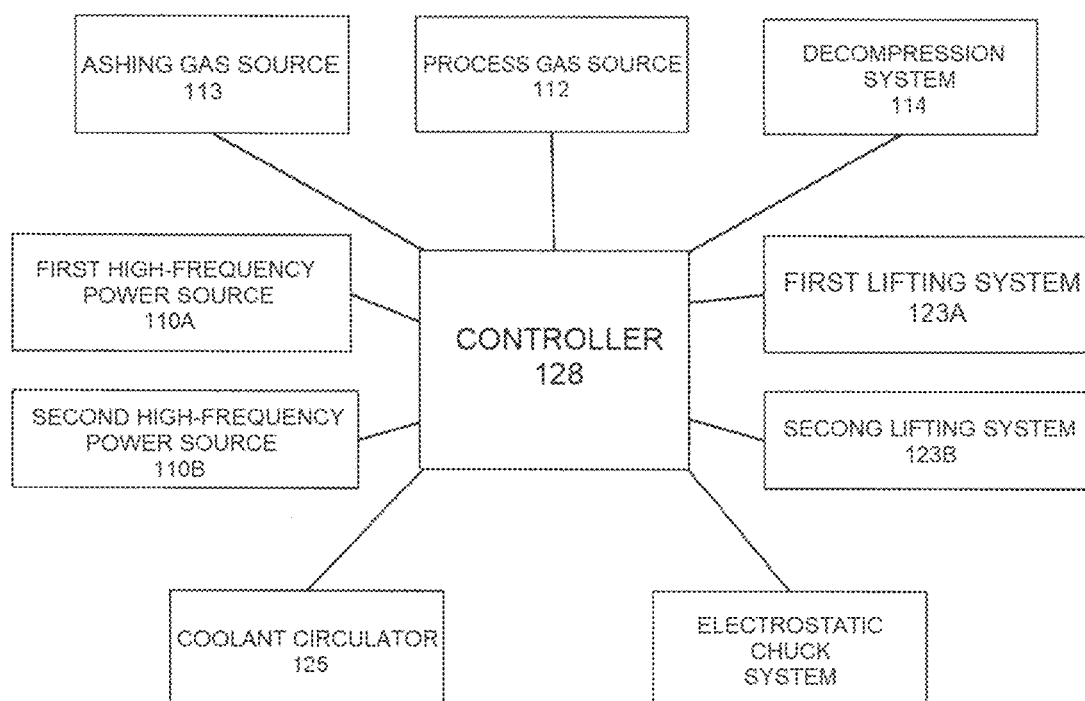 ASHING GAS SOURCE
113
PROCESS GAS SOURCE
112
DECOMPRESSION
SYSTEM
114
FIRST HIGH-FREQUENCY
POWER SOURCE
110A
CONTROLLER
128
FIRST LIFTING SYSTEM
123A
SECOND HIGH-FREQUENCY
POWER SOURCE
110B
SECONG LIFTING SYSTEM
123B
COOLANT CIRCULATOR
125
ELECTROSTATIC
CHUCK
SYSTEM